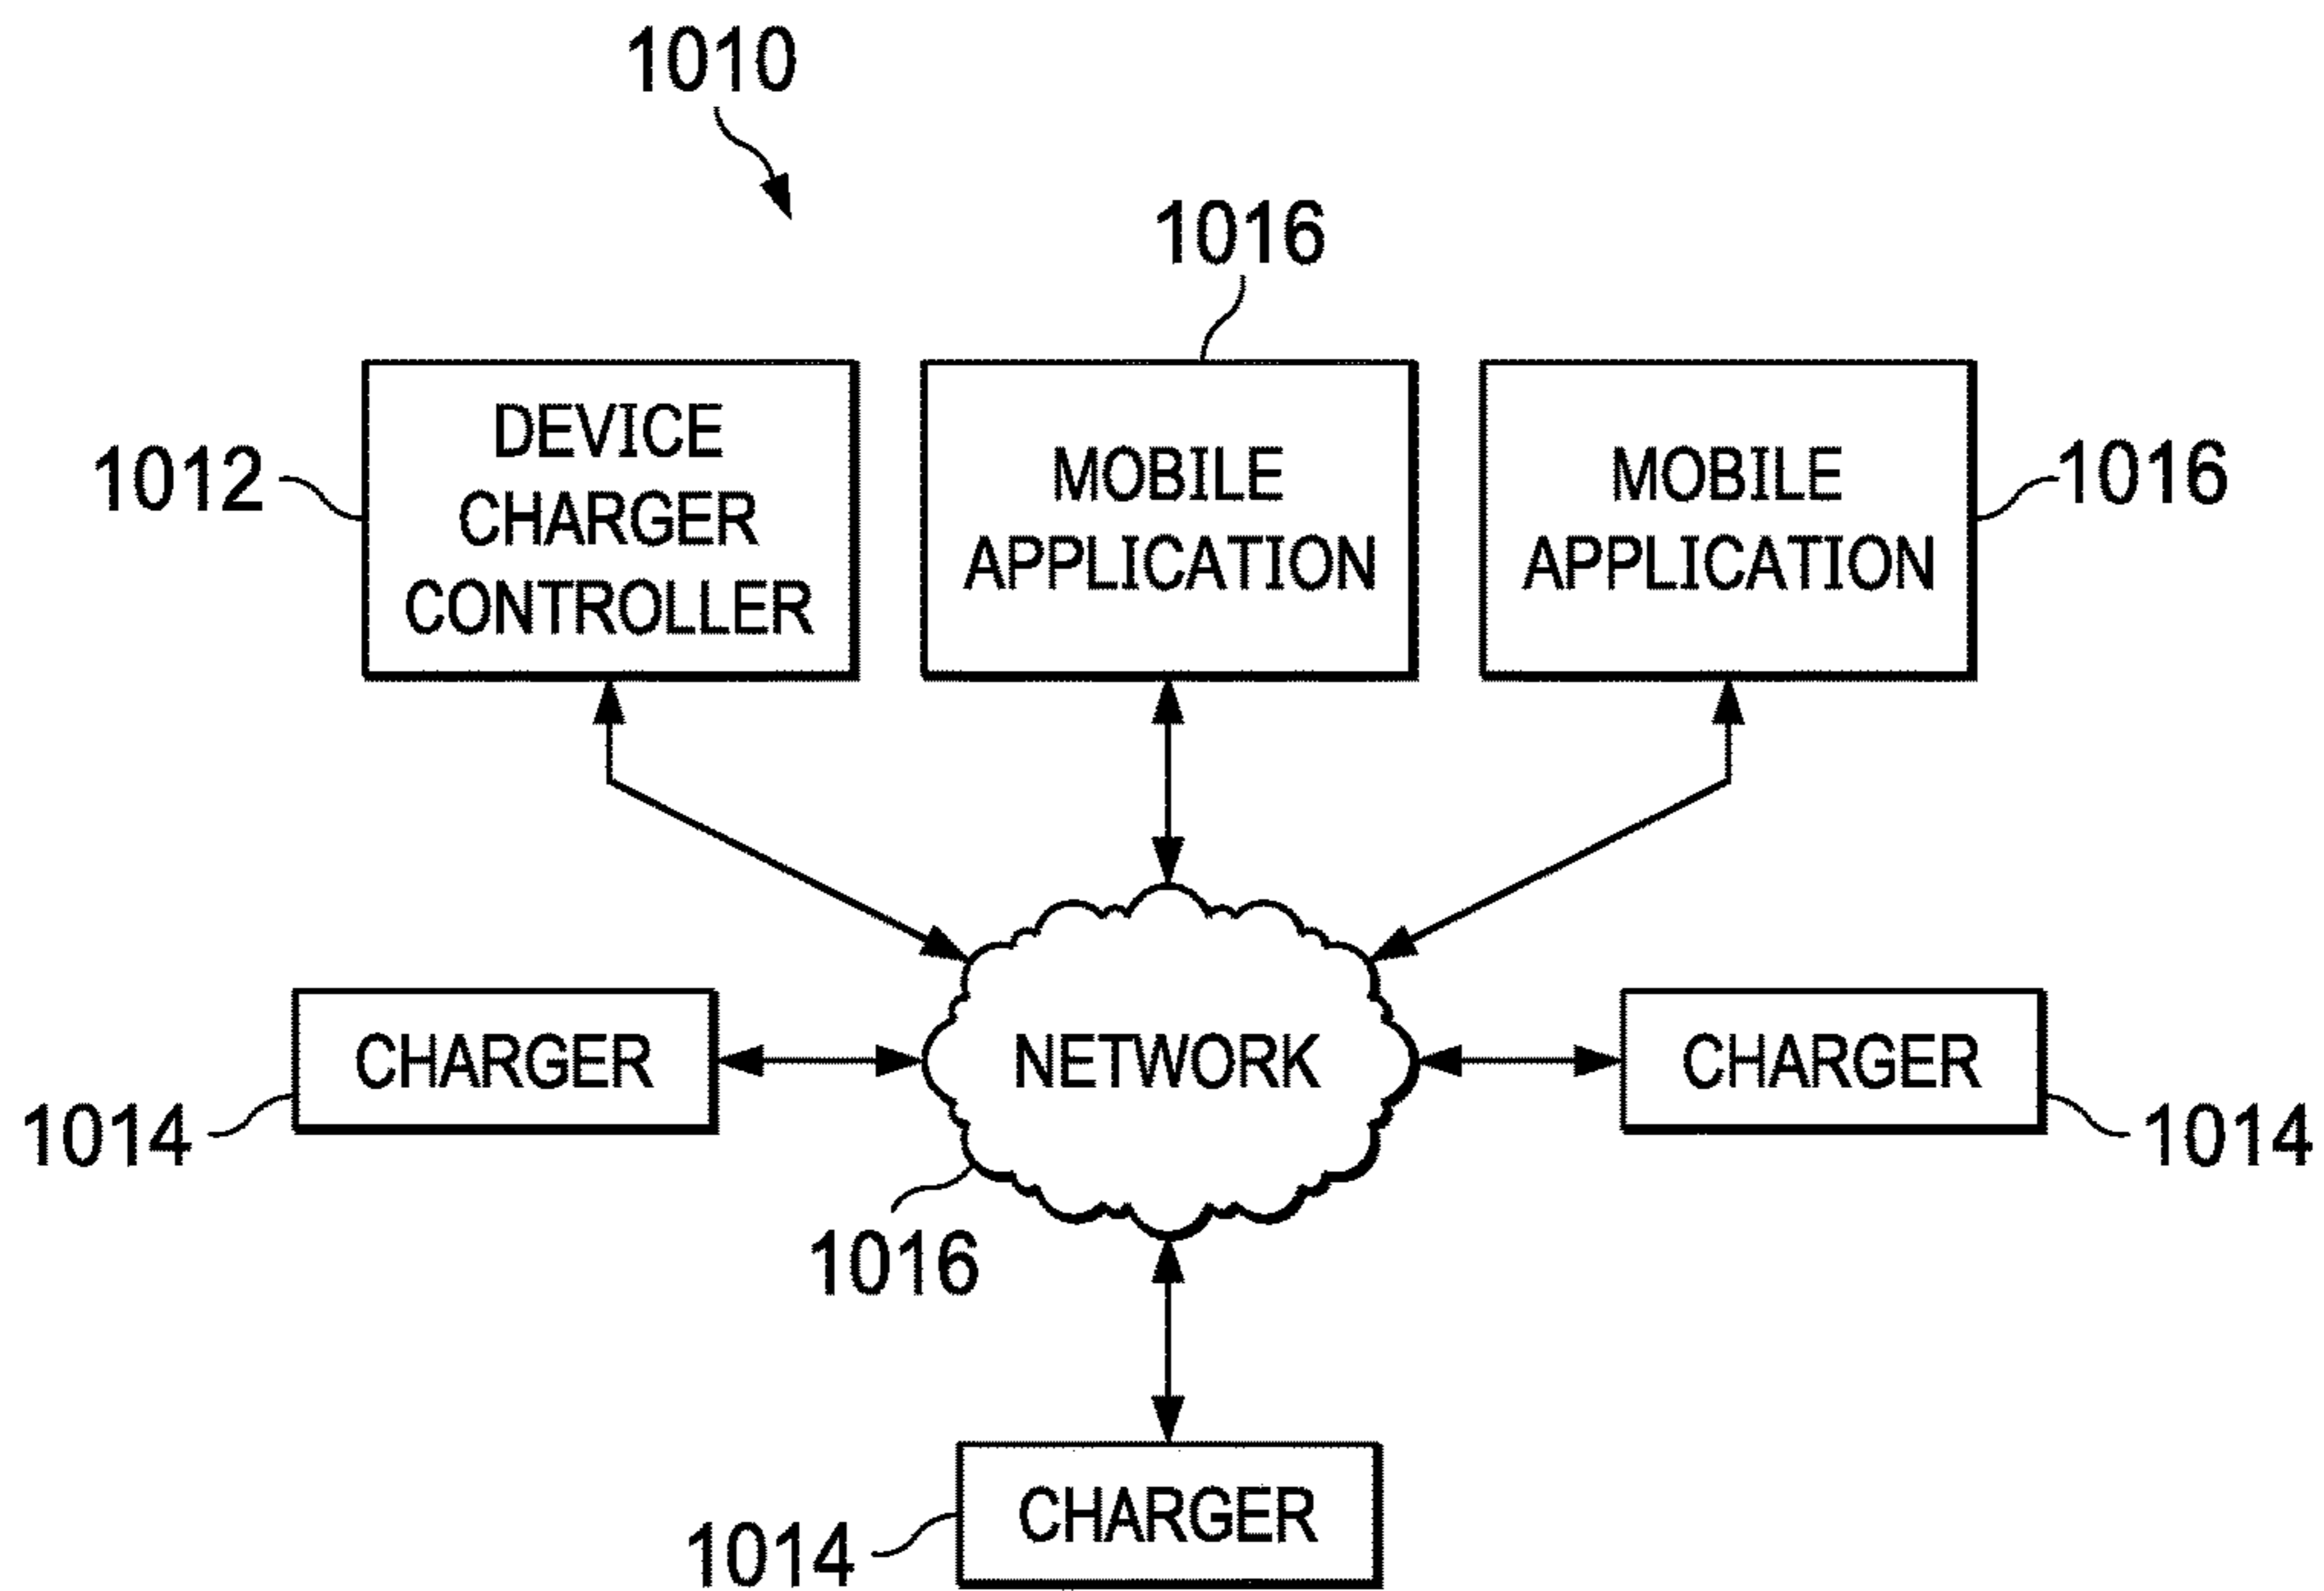 1010
1016
DEVICE
CHARGER
CONTROLLER
1012
MOBILE
APPLICATION
MOBILE
APPLICATION
1016
CHARGER
NETWORK
CHARGER
1014
1014
1016
CHARGER
1014